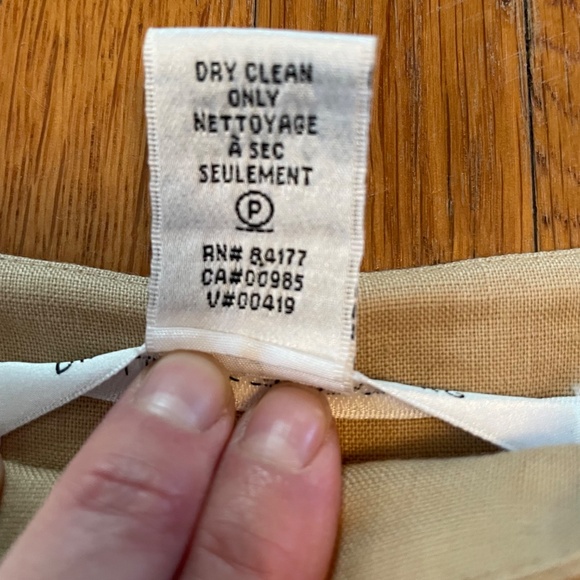 DRY CLEAN
ONLY
NETTOYAGE
À SEC
SEULEMENT
P
RN# 84177
CA#00985
V#00419